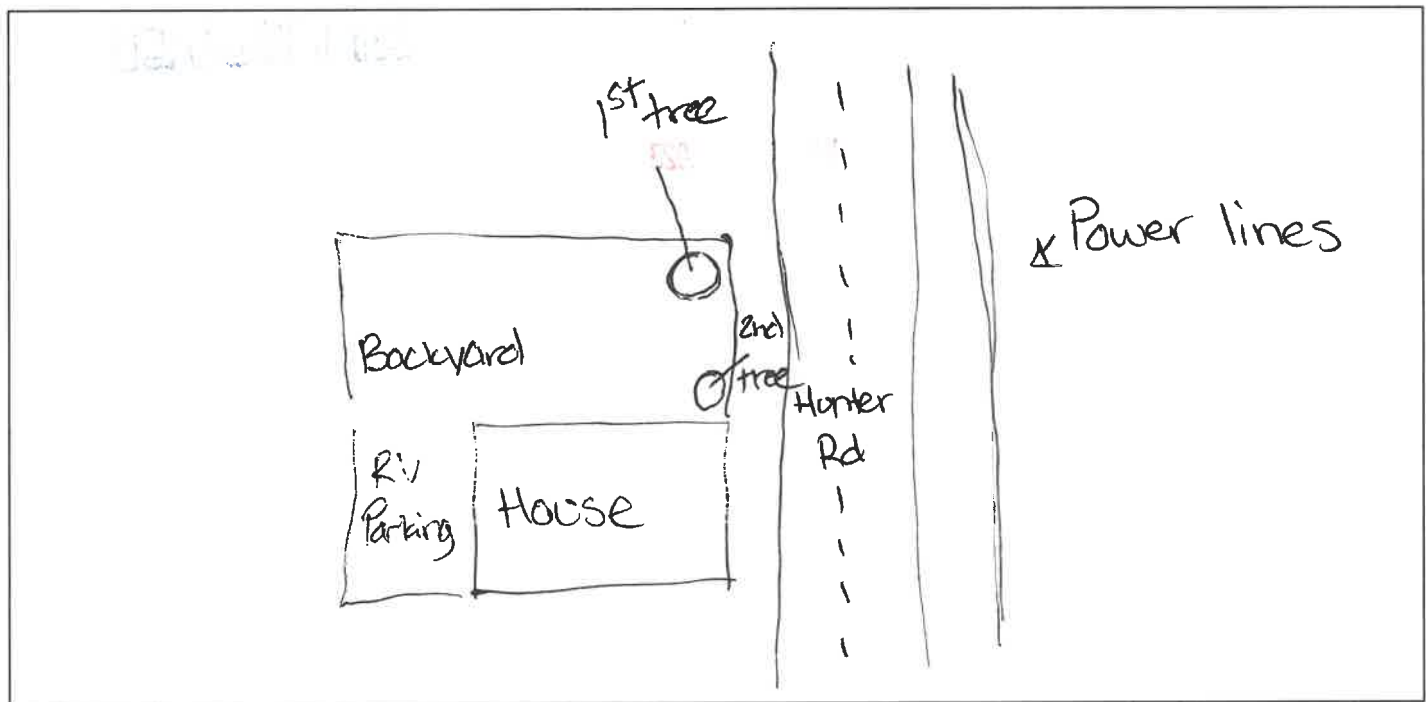 1st tree
Power lines
2nd
tree
Backyard
Hunter
Rd
RV
Parking
House